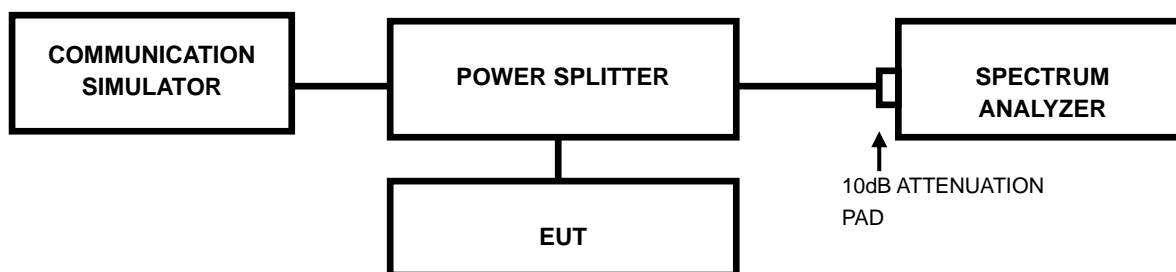 COMMUNICATION
SIMULATOR
POWER SPLITTER
SPECTRUM
ANALYZER
10dB ATTENUATION
PAD
EUT